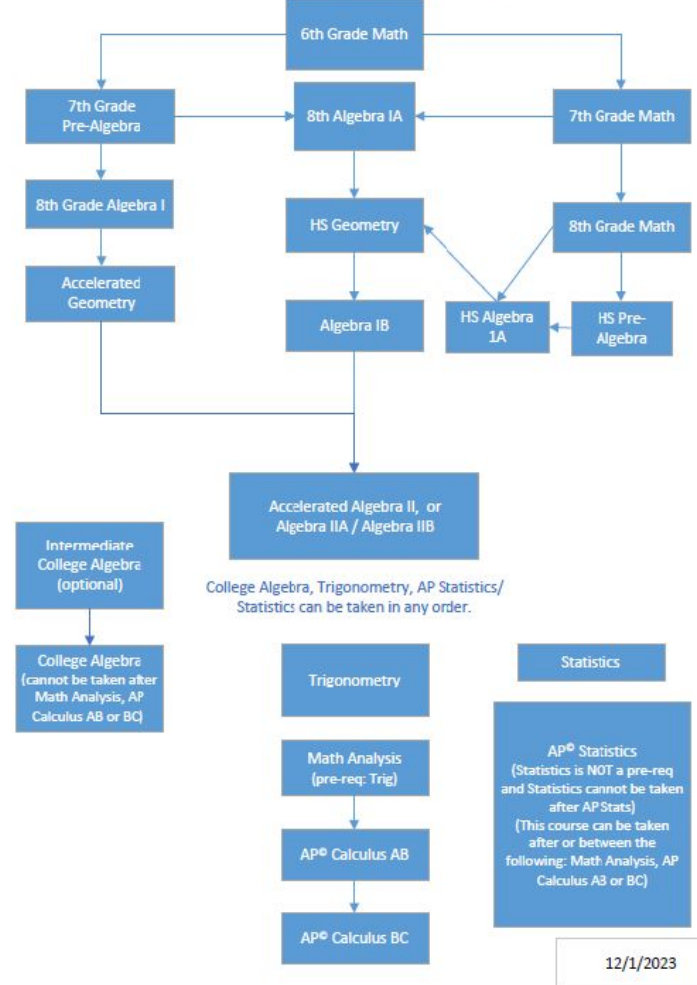 6th Grade Math
7th Grade
Pre-Algebra
8th Algebra IA
7th Grade Math
8th Grade Algebra I
HS Geometry
8th Grade Math
Accelerated
Geometry
Algebra IB
HS Algebra
1A
HS Pre-
Algebra
Accelerated Algebra II, or
Algebra IIA / Algebra IIB
Intermediate
College Algebra
(optional)
College Algebra, Trigonometry, AP Statistics/
Statistics can be taken in any order.
College Algebra
(cannot be taken after
Math Analysis, AP
Calculus AB or BC)
Trigonometry
Statistics
Math Analysis
(pre-req: Trig)
AP© Calculus AB
AP© Calculus BC
AP© Statistics
(Statistics is NOT a pre-req
and Statistics cannot be taken
after AP Stats)
(This course can be taken
after or between the
following: Math Analysis, AP
Calculus AB or BC)
12/1/2023